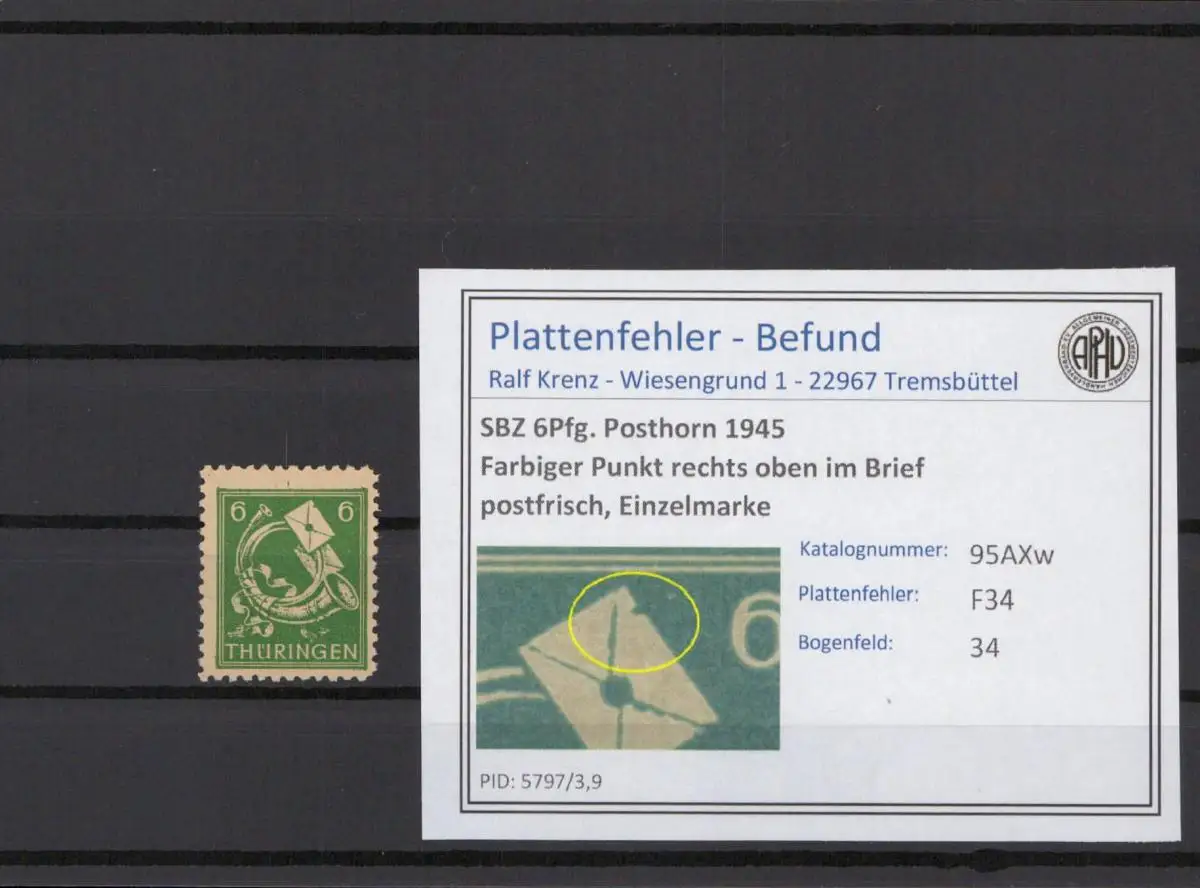 6 6
THÜRINGEN
Plattenfehler - Befund
Ralf Krenz - Wiesengrund 1 - 22967 Tremsbüttel
APHV
SBZ 6Pfg. Posthorn 1945
Farbiger Punkt rechts oben im Brief
postfrisch, Einzelmarke
6
Katalognummer: 95AXw
Plattenfehler: F34
Bogenfeld: 34
PID: 5797/3,9